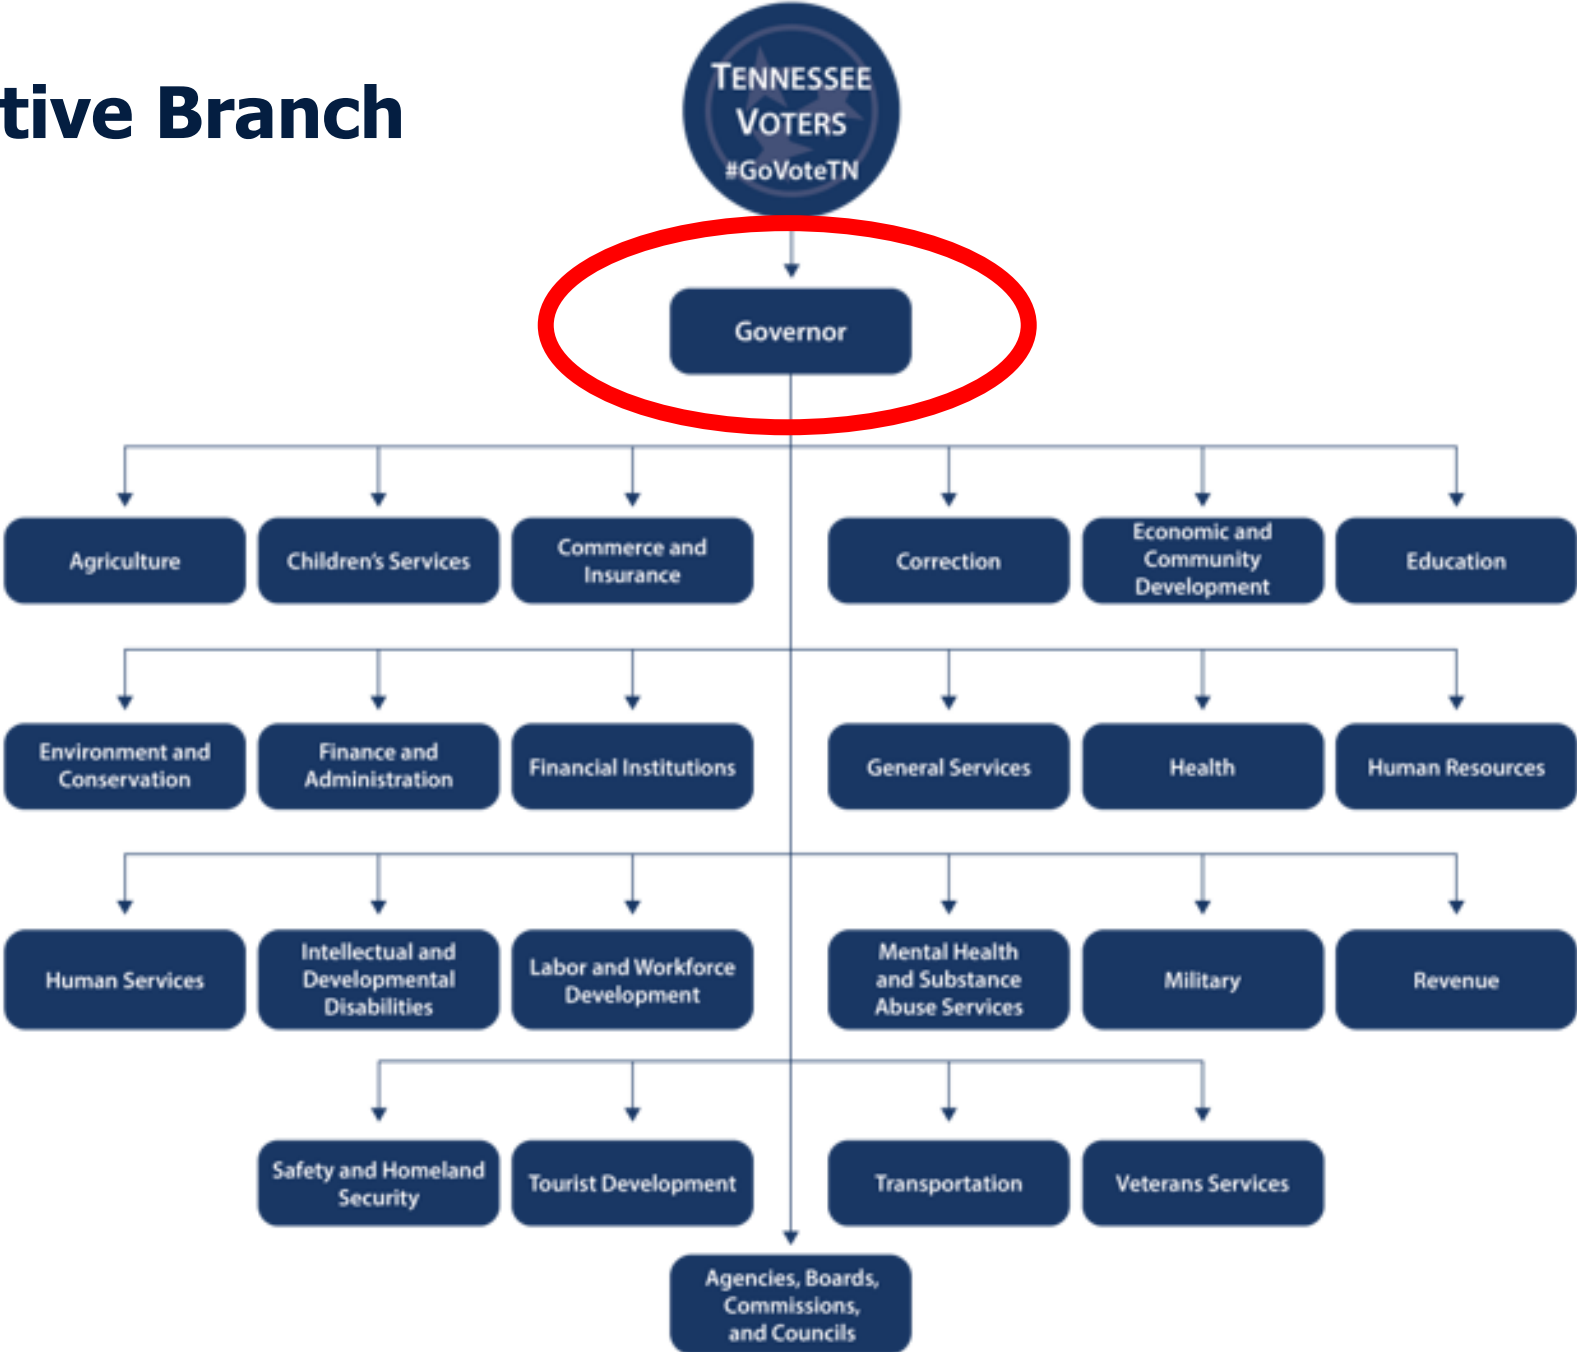 tive Branch
TENNESSEE
VOTERS
#GoVoteTN
Governor
Agriculture
Children's Services
Commerce and
Insurance
Correction
Economic and
Community
Development
Education
Environment and
Conservation
Finance and
Administration
Financial Institutions
General Services
Health
Human Resources
Human Services
Intellectual and
Developmental
Disabilities
Labor and Workforce
Development
Mental Health
and Substance
Abuse Services
Military
Revenue
Safety and Homeland
Security
Tourist Development
Transportation
Veterans Services
Agencies, Boards,
Commissions,
and Councils